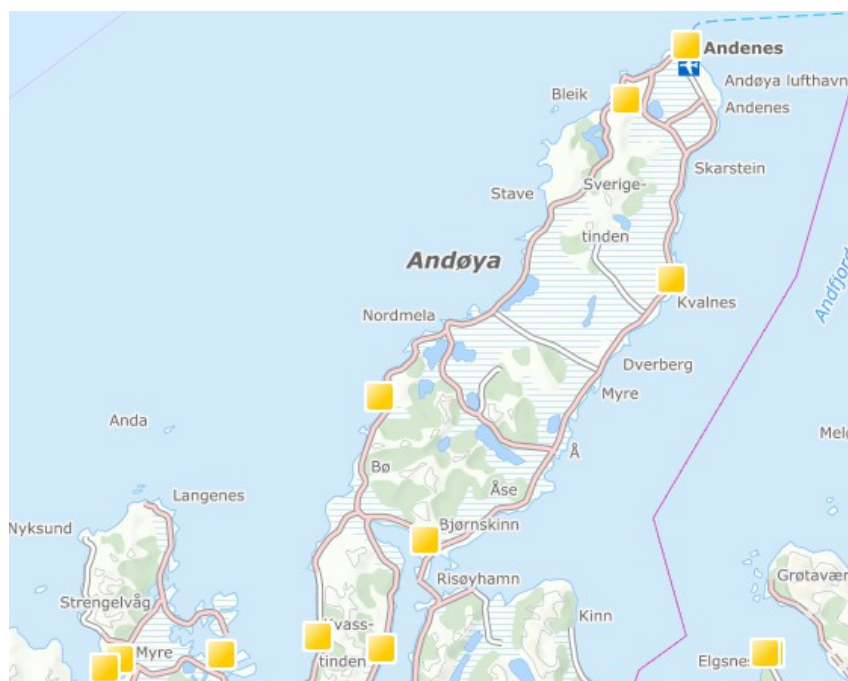 Andenes
Andøya lufthavn
Bleik
Andenes
Skarstein
Sverige-
Stave
tinden
Andøya
Kvalnes
Nordmela
Dverberg
Myre
Anda
Å
Bø
Langenes
Åse
Nyksund
Bjørnskinn
Risøyhamn
Grøtavær
Strengelvåg
Kinn
Myre
tinden
Elgsnes